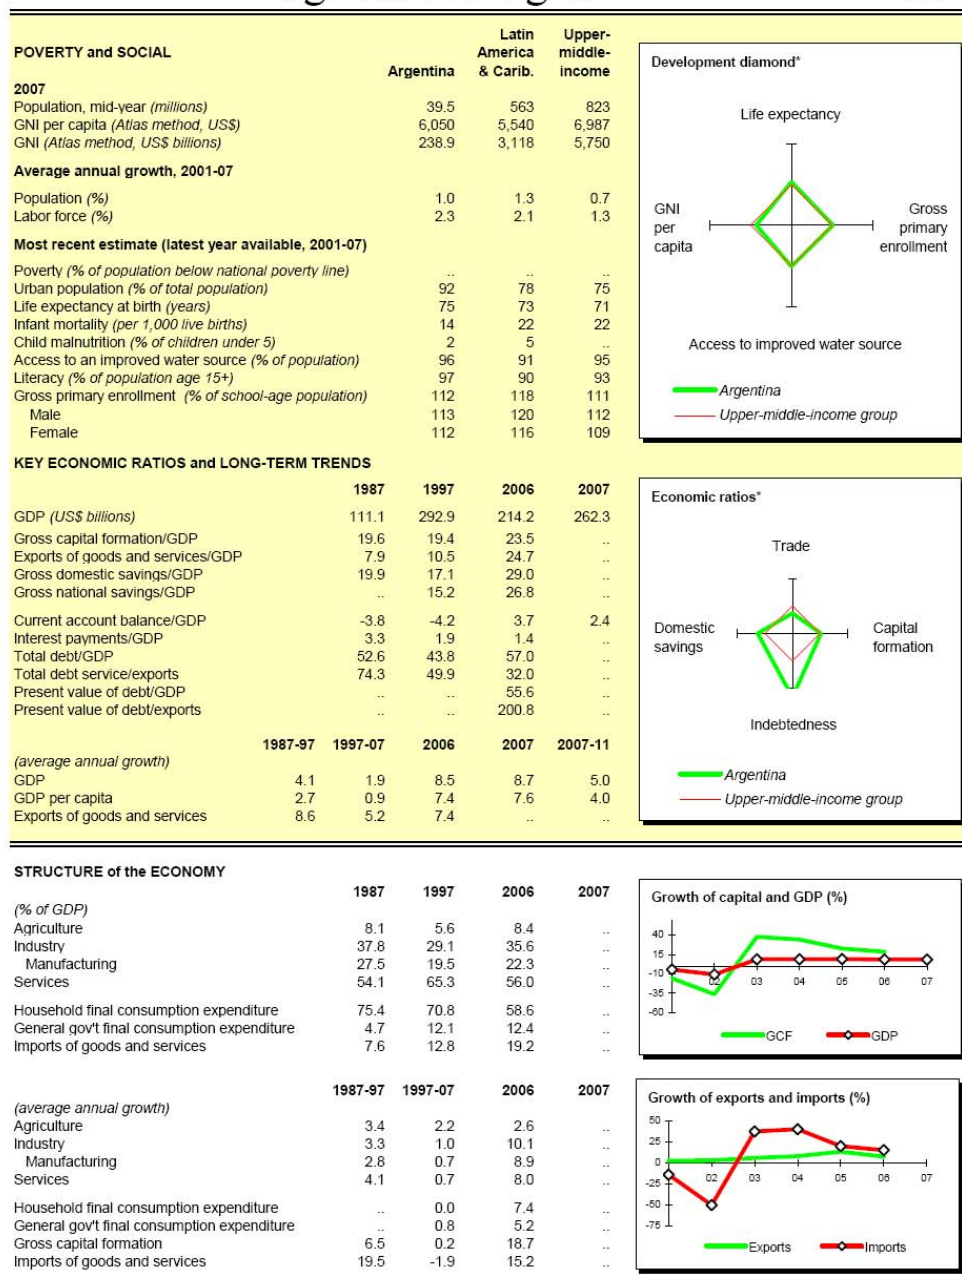 POVERTY and SOCIAL Argentina Latin America & Carib. Upper-middle-income
2007
Population, mid-year (millions) 39.5 563 823
GNI per capita (Atlas method, US$) 6,050 5,540 6,987
GNI (Atlas method, US$ billions) 238.9 3,118 5,750
Average annual growth, 2001-07
Population (%) 1.0 1.3 0.7
Labor force (%) 2.3 2.1 1.3
Most recent estimate (latest year available, 2001-07)
Poverty (% of population below national poverty line) .. .. ..
Urban population (% of total population) 92 78 75
Life expectancy at birth (years) 75 73 71
Infant mortality (per 1,000 live births) 14 22 22
Child malnutrition (% of children under 5) 2 5 ..
Access to an improved water source (% of population) 96 91 95
Literacy (% of population age 15+) 97 90 93
Gross primary enrollment (% of school-age population) 112 118 111
Male 113 120 112
Female 112 116 109
Development diamond*
Life expectancy
GNI per capita
Gross primary enrollment
Access to improved water source
Argentina
Upper-middle-income group
KEY ECONOMIC RATIOS and LONG-TERM TRENDS
1987 1997 2006 2007
GDP (US$ billions) 111.1 292.9 214.2 262.3
Gross capital formation/GDP 19.6 19.4 23.5 ..
Exports of goods and services/GDP 7.9 10.5 24.7 ..
Gross domestic savings/GDP 19.9 17.1 29.0 ..
Gross national savings/GDP .. 15.2 26.8 ..
Current account balance/GDP -3.8 -4.2 3.7 2.4
Interest payments/GDP 3.3 1.9 1.4 ..
Total debt/GDP 52.6 43.8 57.0 ..
Total debt service/exports 74.3 49.9 32.0 ..
Present value of debt/GDP .. .. 55.6 ..
Present value of debt/exports .. .. 200.8 ..
1987-97 1997-07 2006 2007 2007-11
(average annual growth)
GDP 4.1 1.9 8.5 8.7 5.0
GDP per capita 2.7 0.9 7.4 7.6 4.0
Exports of goods and services 8.6 5.2 7.4 .. ..
Economic ratios*
Trade
Domestic savings
Capital formation
Indebtedness
Argentina
Upper-middle-income group
STRUCTURE of the ECONOMY
1987 1997 2006 2007
(% of GDP)
Agriculture 8.1 5.6 8.4 ..
Industry 37.8 29.1 35.6 ..
Manufacturing 27.5 19.5 22.3 ..
Services 54.1 65.3 56.0 ..
Household final consumption expenditure 75.4 70.8 58.6 ..
General gov't final consumption expenditure 4.7 12.1 12.4 ..
Imports of goods and services 7.6 12.8 19.2 ..
Growth of capital and GDP (%)
40
15
-10
-35
-60
02 03 04 05 06 07
GCF GDP
1987-97 1997-07 2006 2007
(average annual growth)
Agriculture 3.4 2.2 2.6 ..
Industry 3.3 1.0 10.1 ..
Manufacturing 2.8 0.7 8.9 ..
Services 4.1 0.7 8.0 ..
Household final consumption expenditure .. 0.0 7.4 ..
General gov't final consumption expenditure .. 0.8 5.2 ..
Gross capital formation 6.5 0.2 18.7 ..
Imports of goods and services 19.5 -1.9 15.2 ..
Growth of exports and imports (%)
50
25
0
-25
-50
-75
02 03 04 05 06 07
Exports Imports